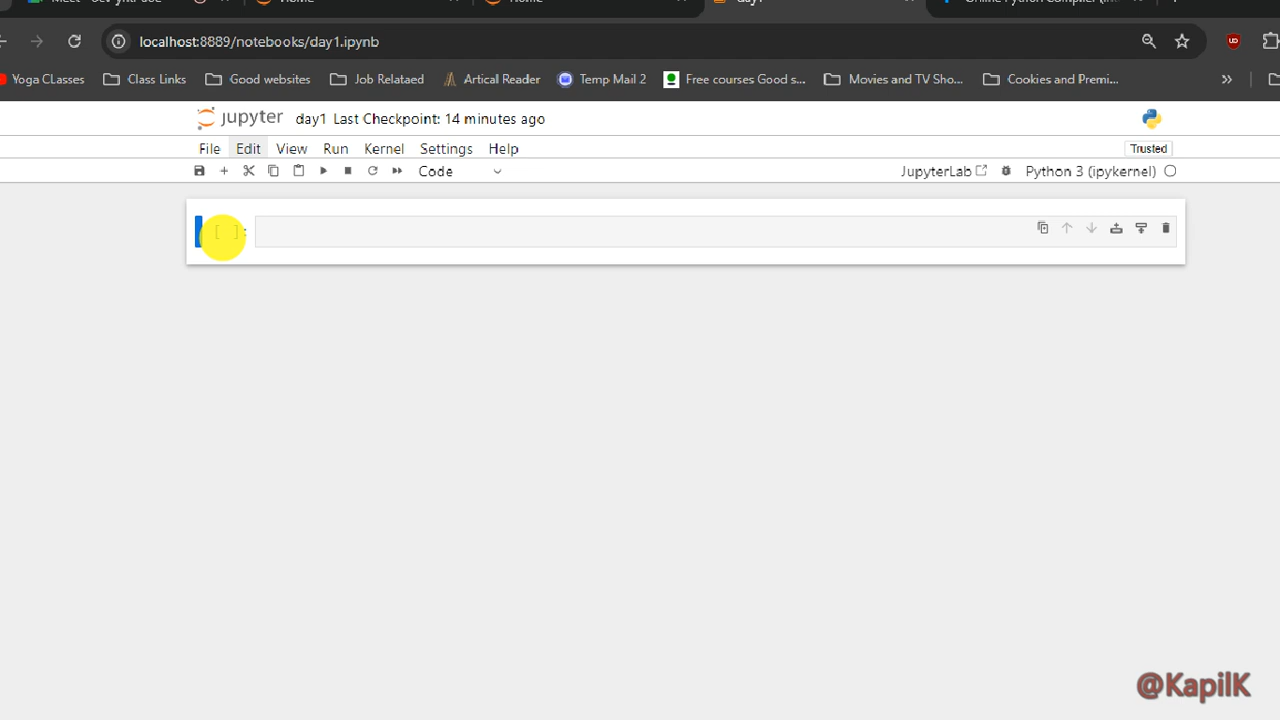 localhost:8889/notebooks/day1.ipynb
Yoga CLasses Class Links Good websites Job Relataed Artical Reader Temp Mail 2 Free courses Good s... Movies and TV Sho... Cookies and Premi... »
jupyter day1 Last Checkpoint: 14 minutes ago
File Edit View Run Kernel Settings Help Trusted
Code JupyterLab Python 3 (ipykernel)
[ ]:
@KapilK